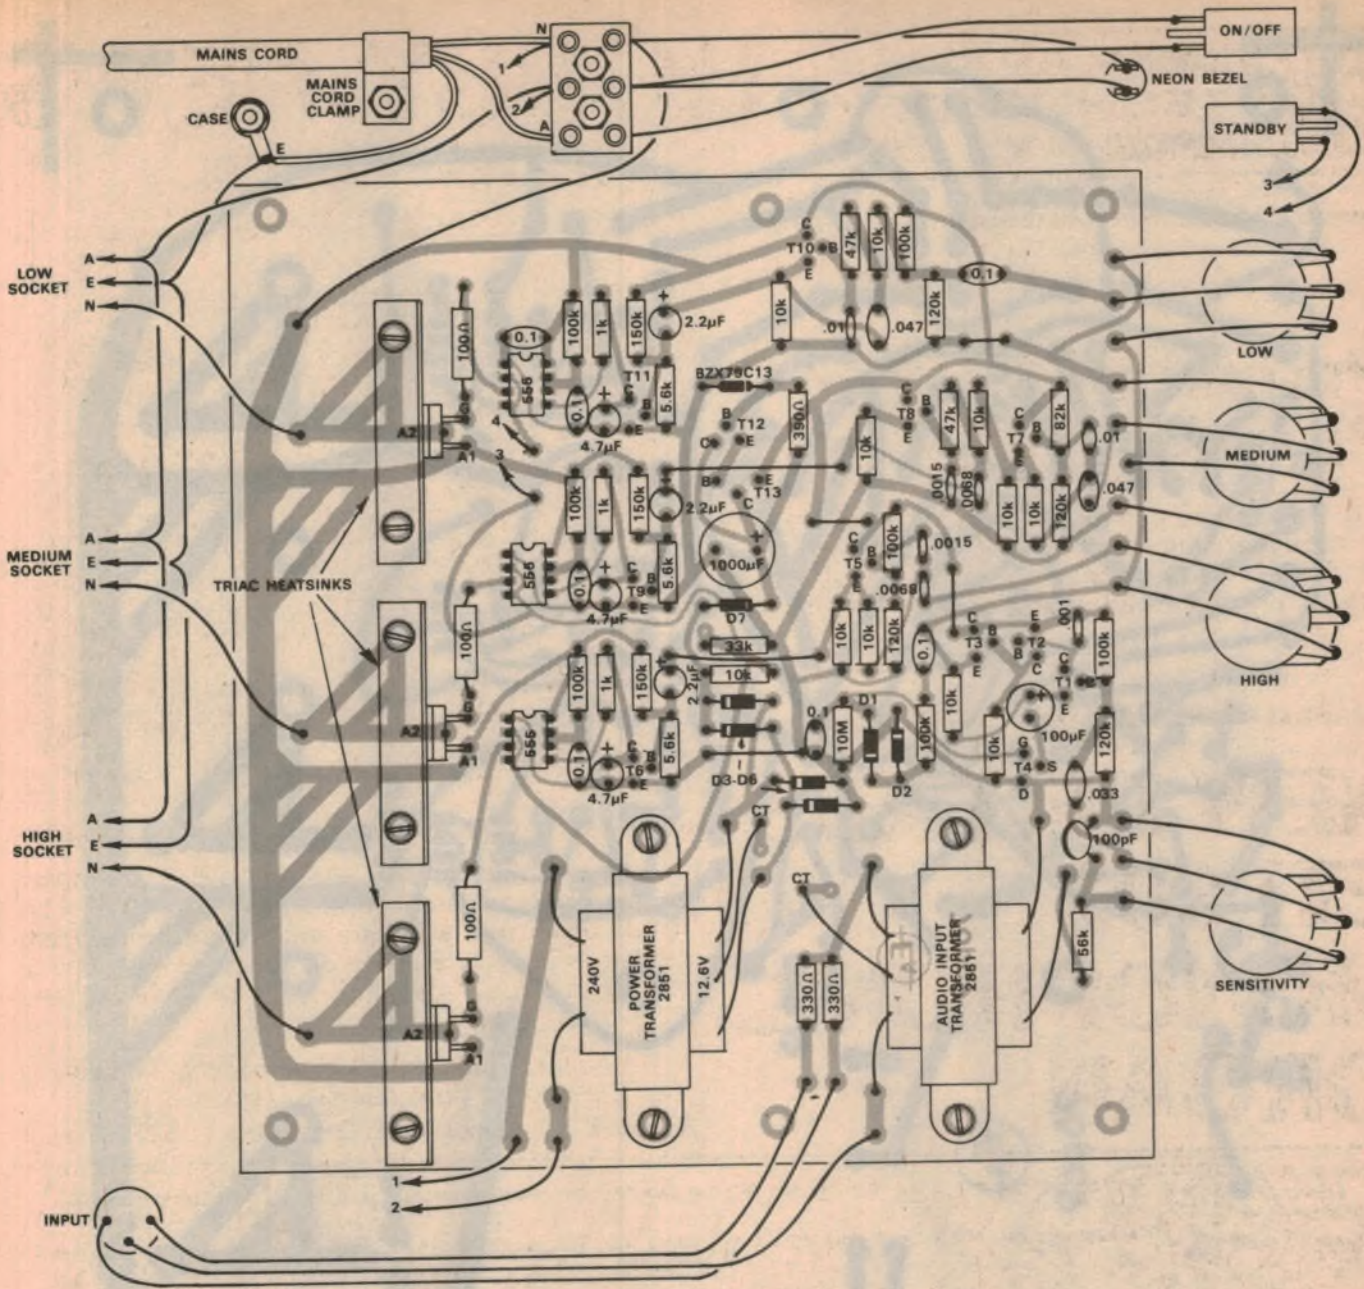 MAINS CORD
MAINS
CORD
CLAMP
CASE
E
N
1
2
A
ON/OFF
NEON BEZEL
STANDBY
3
4
LOW
SOCKET
A
E
N
MEDIUM
SOCKET
A
E
N
HIGH
SOCKET
A
E
N
TRIAC HEATSINKS
A2
G
A1
A2
G
A1
A2
G
A1
100Ω
100Ω
100Ω
0.1
555
100k
1k
150k
+
2.2µF
T11
C
B
E
5.6k
0.1
+
4.7µF
4
3
555
100k
1k
150k
+
2.2µF
T9
C
B
E
5.6k
0.1
+
4.7µF
555
100k
1k
150k
+
2.2µF
T6
C
B
E
5.6k
0.1
+
4.7µF
C
T10
B
E
47k
10k
100k
10k
.01
.047
120k
0.1
BZX79C13
B
T12
C
E
390Ω
B
E
T13
C
+
1000µF
D7
33k
10k
D3-D6
10k
C
T8
B
E
47k
10k
C
T7
B
E
82k
.01
.0015
.0068
10k
10k
120k
.047
C
T5
B
E
100k
.0015
.0068
10k
10k
120k
0.1
C
T3
B
E
E
T2
B
C
.001
100k
C
T1
B
E
+
100µF
0.1
10M
D1
D2
100k
10k
10k
G
T4
S
D
120k
.033
100pF
56k
CT
CT
240V
POWER
TRANSFORMER
2851
12.6V
330Ω
330Ω
AUDIO INPUT
TRANSFORMER
2851
LOW
MEDIUM
HIGH
SENSITIVITY
1
2
INPUT